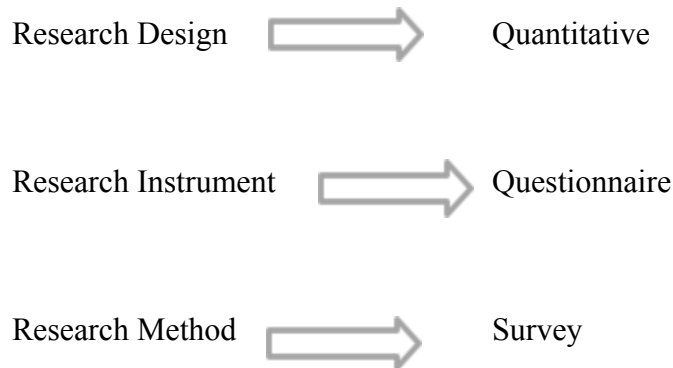 Research Design Quantitative
Research Instrument Questionnaire
Research Method Survey